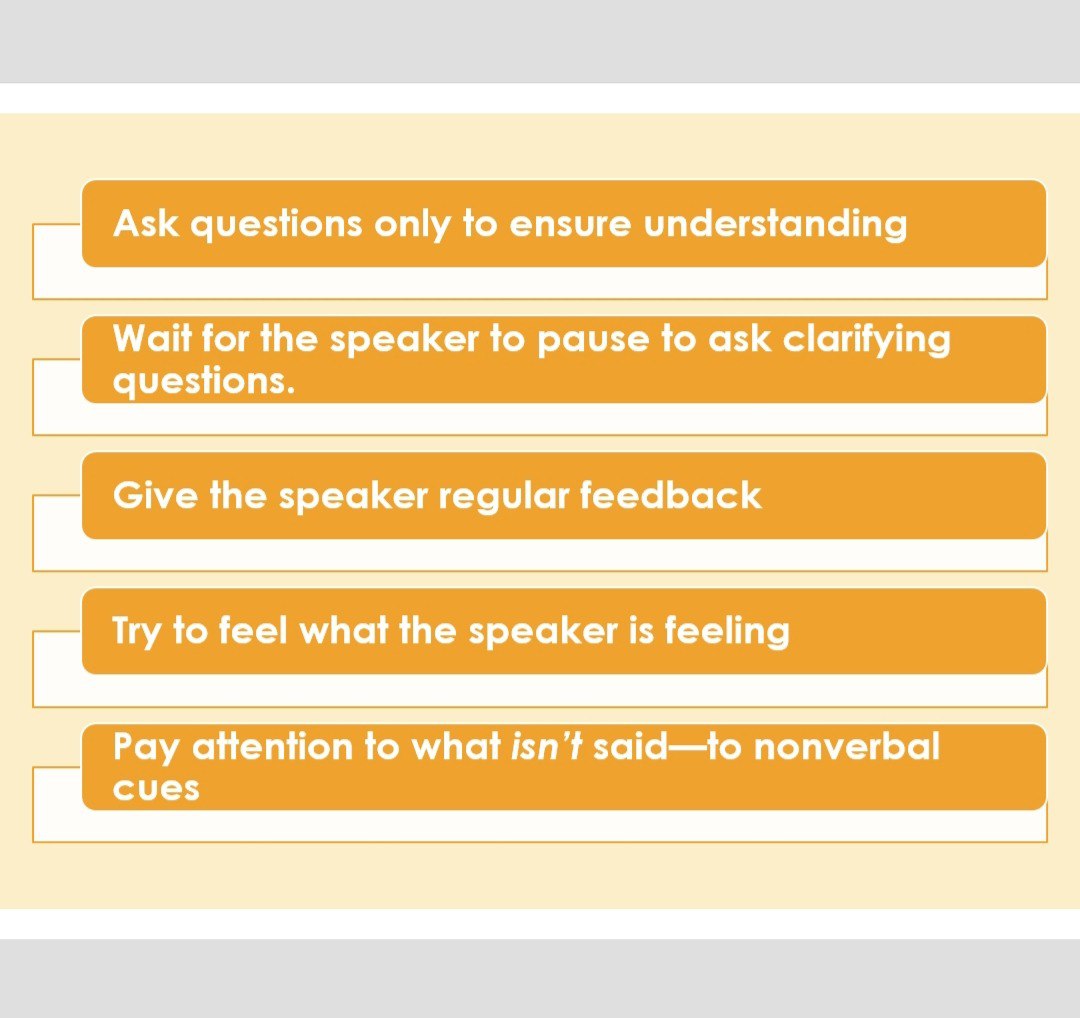 Ask questions only to ensure understanding
Wait for the speaker to pause to ask clarifying
questions.
Give the speaker regular feedback
Try to feel what the speaker is feeling
Pay attention to what isn’t said—to nonverbal
cues